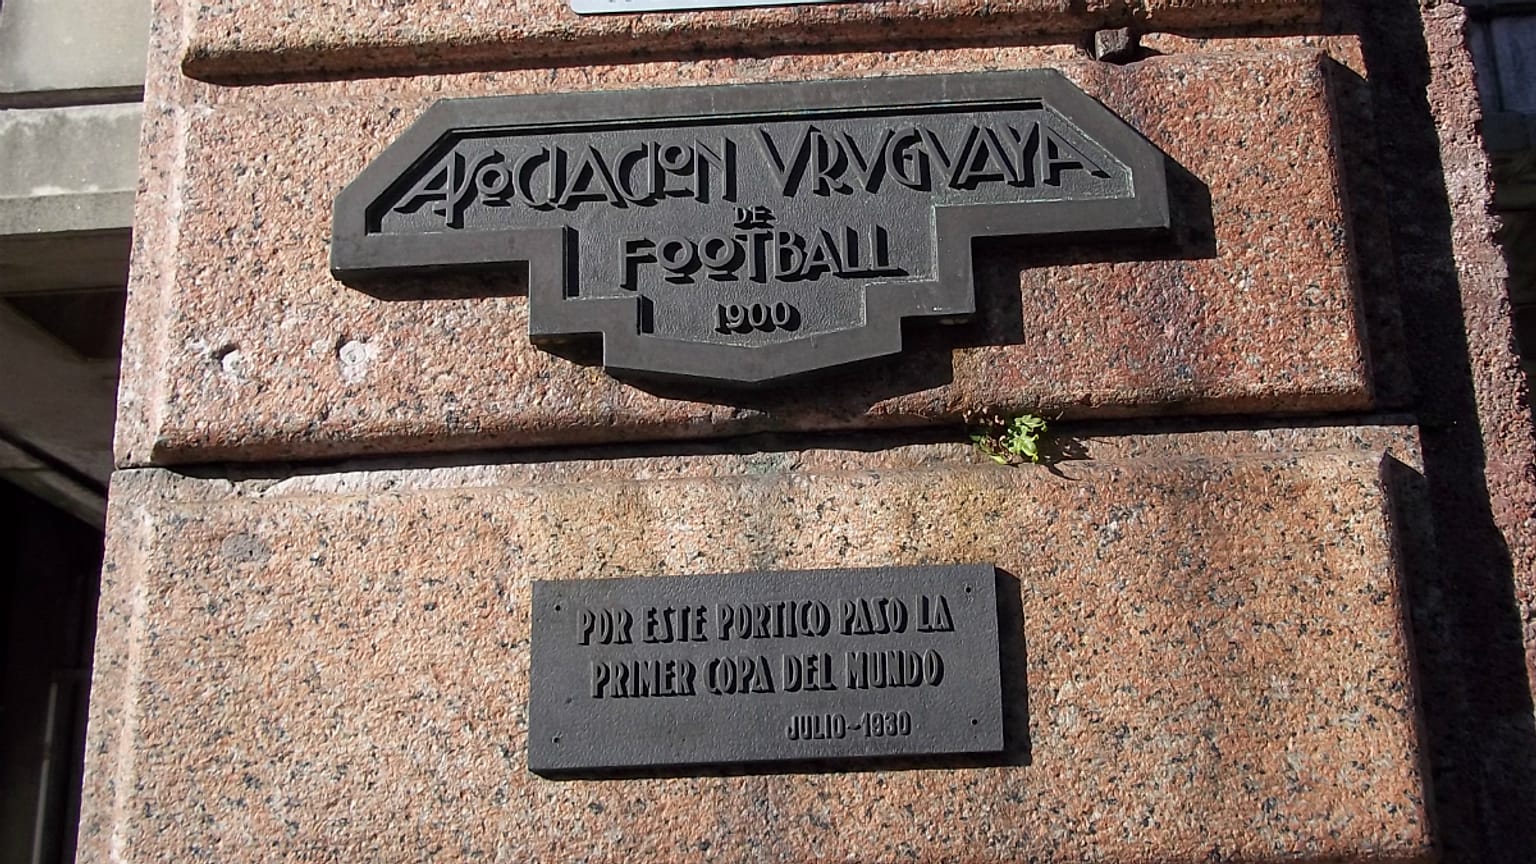 ASOCIACION VRVGVAYA
DE
FOOTBALL
1900
POR ESTE PORTICO PASO LA
PRIMER COPA DEL MUNDO
JULIO-1930